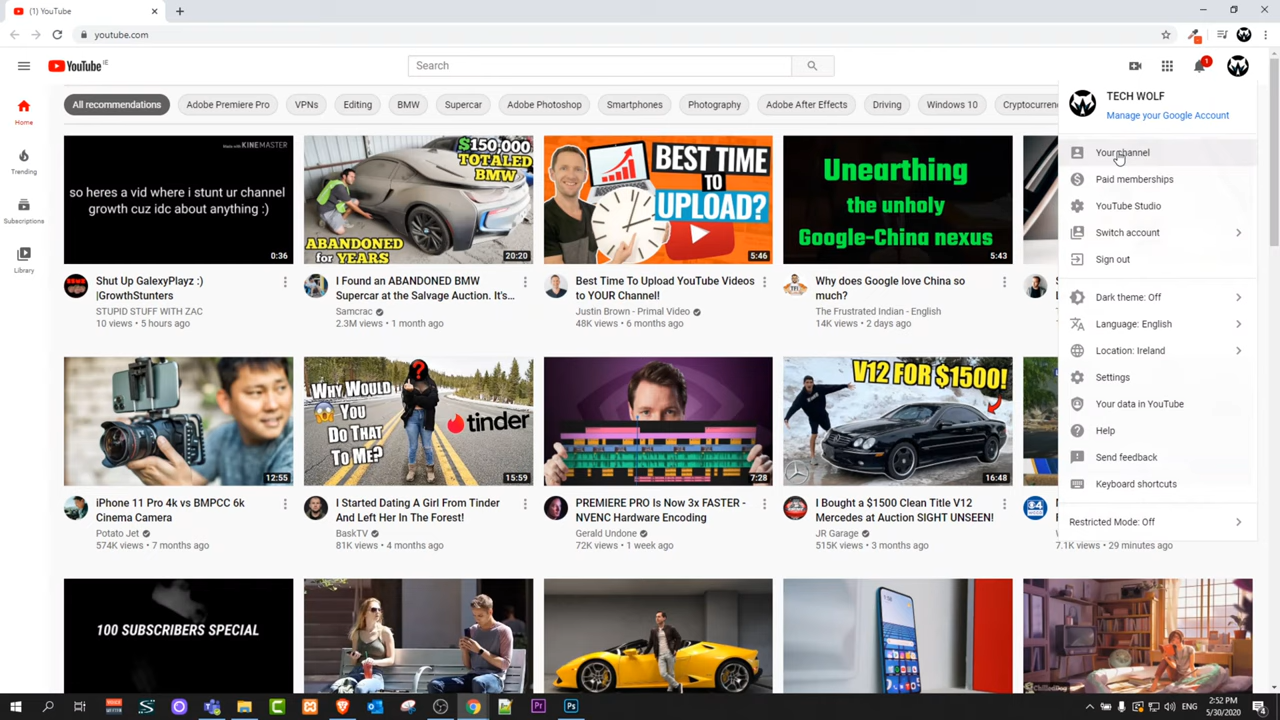 (1) YouTube
youtube.com
YouTube IE
Search
1
All recommendations
Adobe Premiere Pro
VPNs
Editing
BMW
Supercar
Adobe Photoshop
Smartphones
Photography
Adobe After Effects
Driving
Windows 10
TECH WOLF
Manage your Google Account
Your channel
Paid memberships
YouTube Studio
Switch account
Sign out
Dark theme: Off
Language: English
Location: Ireland
Settings
Your data in YouTube
Help
Send feedback
Keyboard shortcuts
Restricted Mode: Off
Home
Trending
Subscriptions
Library
Made with KINEMASTER
so heres a vid where i stunt ur channel
growth cuz idc about anything :)
0:36
Shut Up GalaxyPlayz :)
|GrowthStunters
STUPID STUFF WITH ZAC
10 views • 5 hours ago
$150,000
TOTALED
BMW
ABANDONED
for YEARS
20:20
I Found an ABANDONED BMW
Supercar at the Salvage Auction. It's...
Samcrac
2.3M views • 1 month ago
BEST TIME
TO
UPLOAD?
5:46
Best Time To Upload YouTube Videos
to YOUR Channel!
Justin Brown - Primal Video
48K views • 6 months ago
Unearthing
the unholy
Google-China nexus
5:43
Why does Google love China so
much?
The Frustrated Indian - English
14K views • 2 days ago
12:55
iPhone 11 Pro 4k vs BMPCC 6k
Cinema Camera
Potato Jet
574K views • 7 months ago
WHY WOULD
YOU
DO THAT
TO ME?
?
tinder
15:59
I Started Dating A Girl From Tinder
And Left Her In The Forest!
BaskTV
81K views • 4 months ago
7:28
PREMIERE PRO Is Now 3x FASTER -
NVENC Hardware Encoding
Gerald Undone
72K views • 1 week ago
V12 FOR $1500!
16:48
I Bought a $1500 Clean Title V12
Mercedes at Auction SIGHT UNSEEN!
JR Garage
515K views • 3 months ago
7.1K views • 29 minutes ago
100 SUBSCRIBERS SPECIAL
ENG
2:52 PM
5/30/2020
4